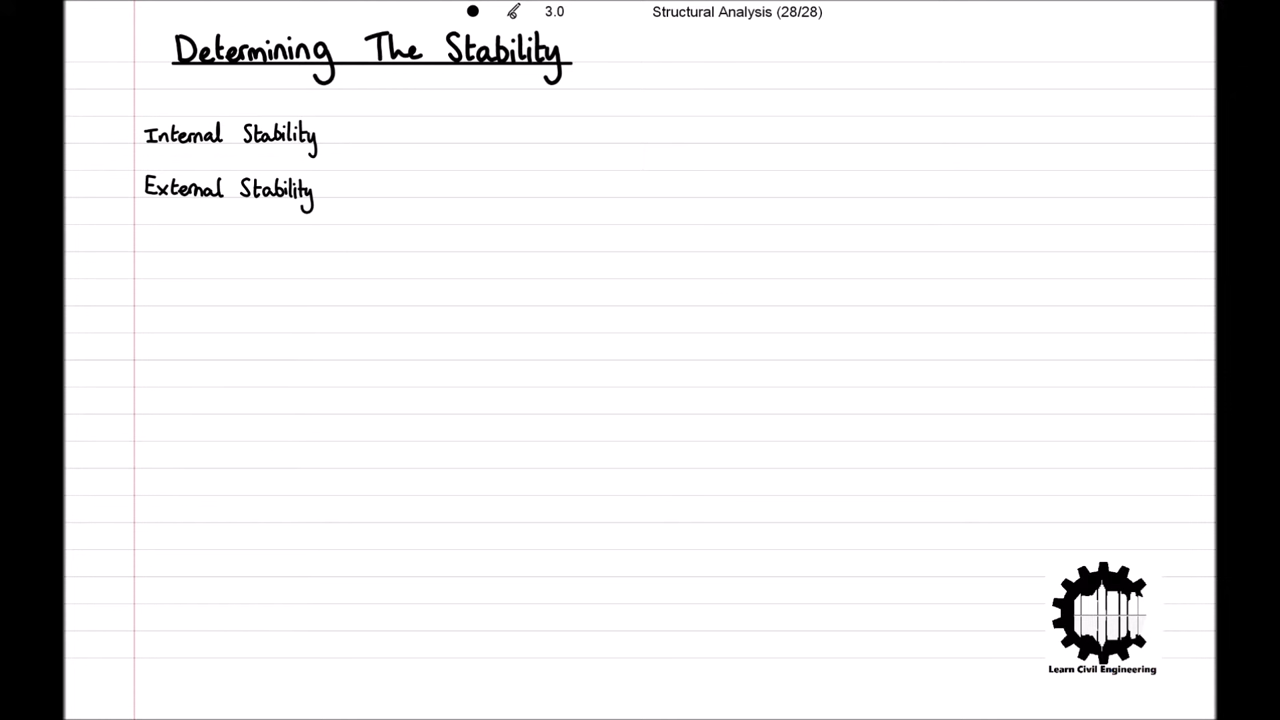 3.0 Structural Analysis (28/28)
Determining The Stability
Internal Stability
External Stability
Learn Civil Engineering